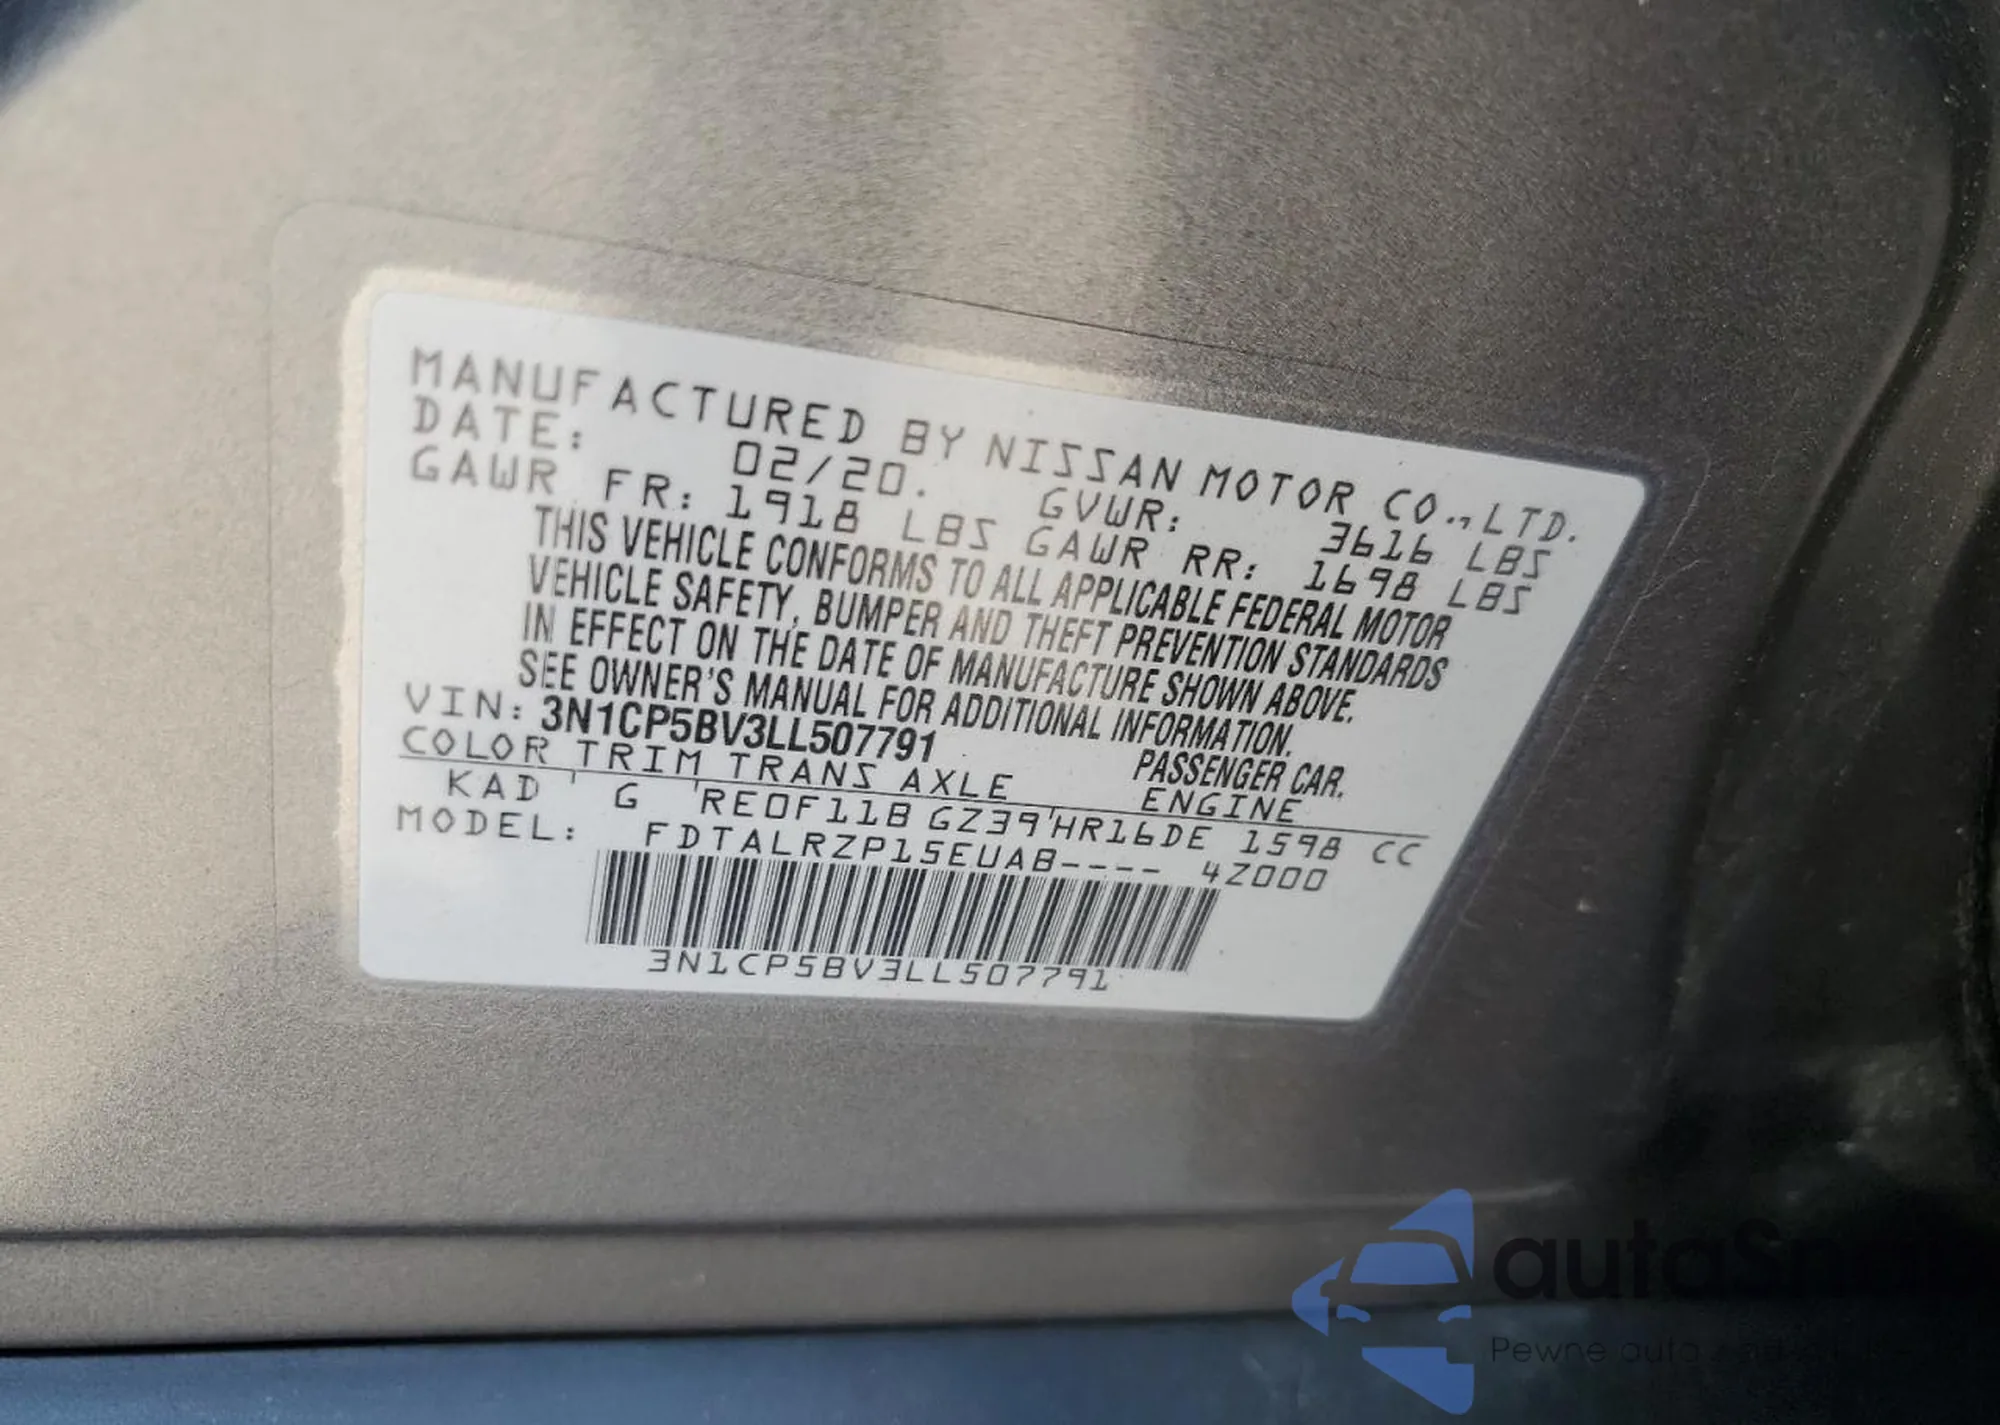 MANUFACTURED BY NISSAN MOTOR CO.,LTD.
DATE: 02/20. GVWR: 3616 LBS
GAWR FR: 1918 LBS GAWR RR: 1698 LBS
THIS VEHICLE CONFORMS TO ALL APPLICABLE FEDERAL MOTOR
VEHICLE SAFETY, BUMPER AND THEFT PREVENTION STANDARDS
IN EFFECT ON THE DATE OF MANUFACTURE SHOWN ABOVE.
SEE OWNER'S MANUAL FOR ADDITIONAL INFORMATION.
VIN: 3N1CP5BV3LL507791 PASSENGER CAR.
COLOR TRIM TRANS AXLE ENGINE
KAD G RE0F11B GZ39 HR16DE 1598 CC
MODEL: FDTALRZP15EUAB---- 4Z000
3N1CP5BV3LL507791
Pewne auto